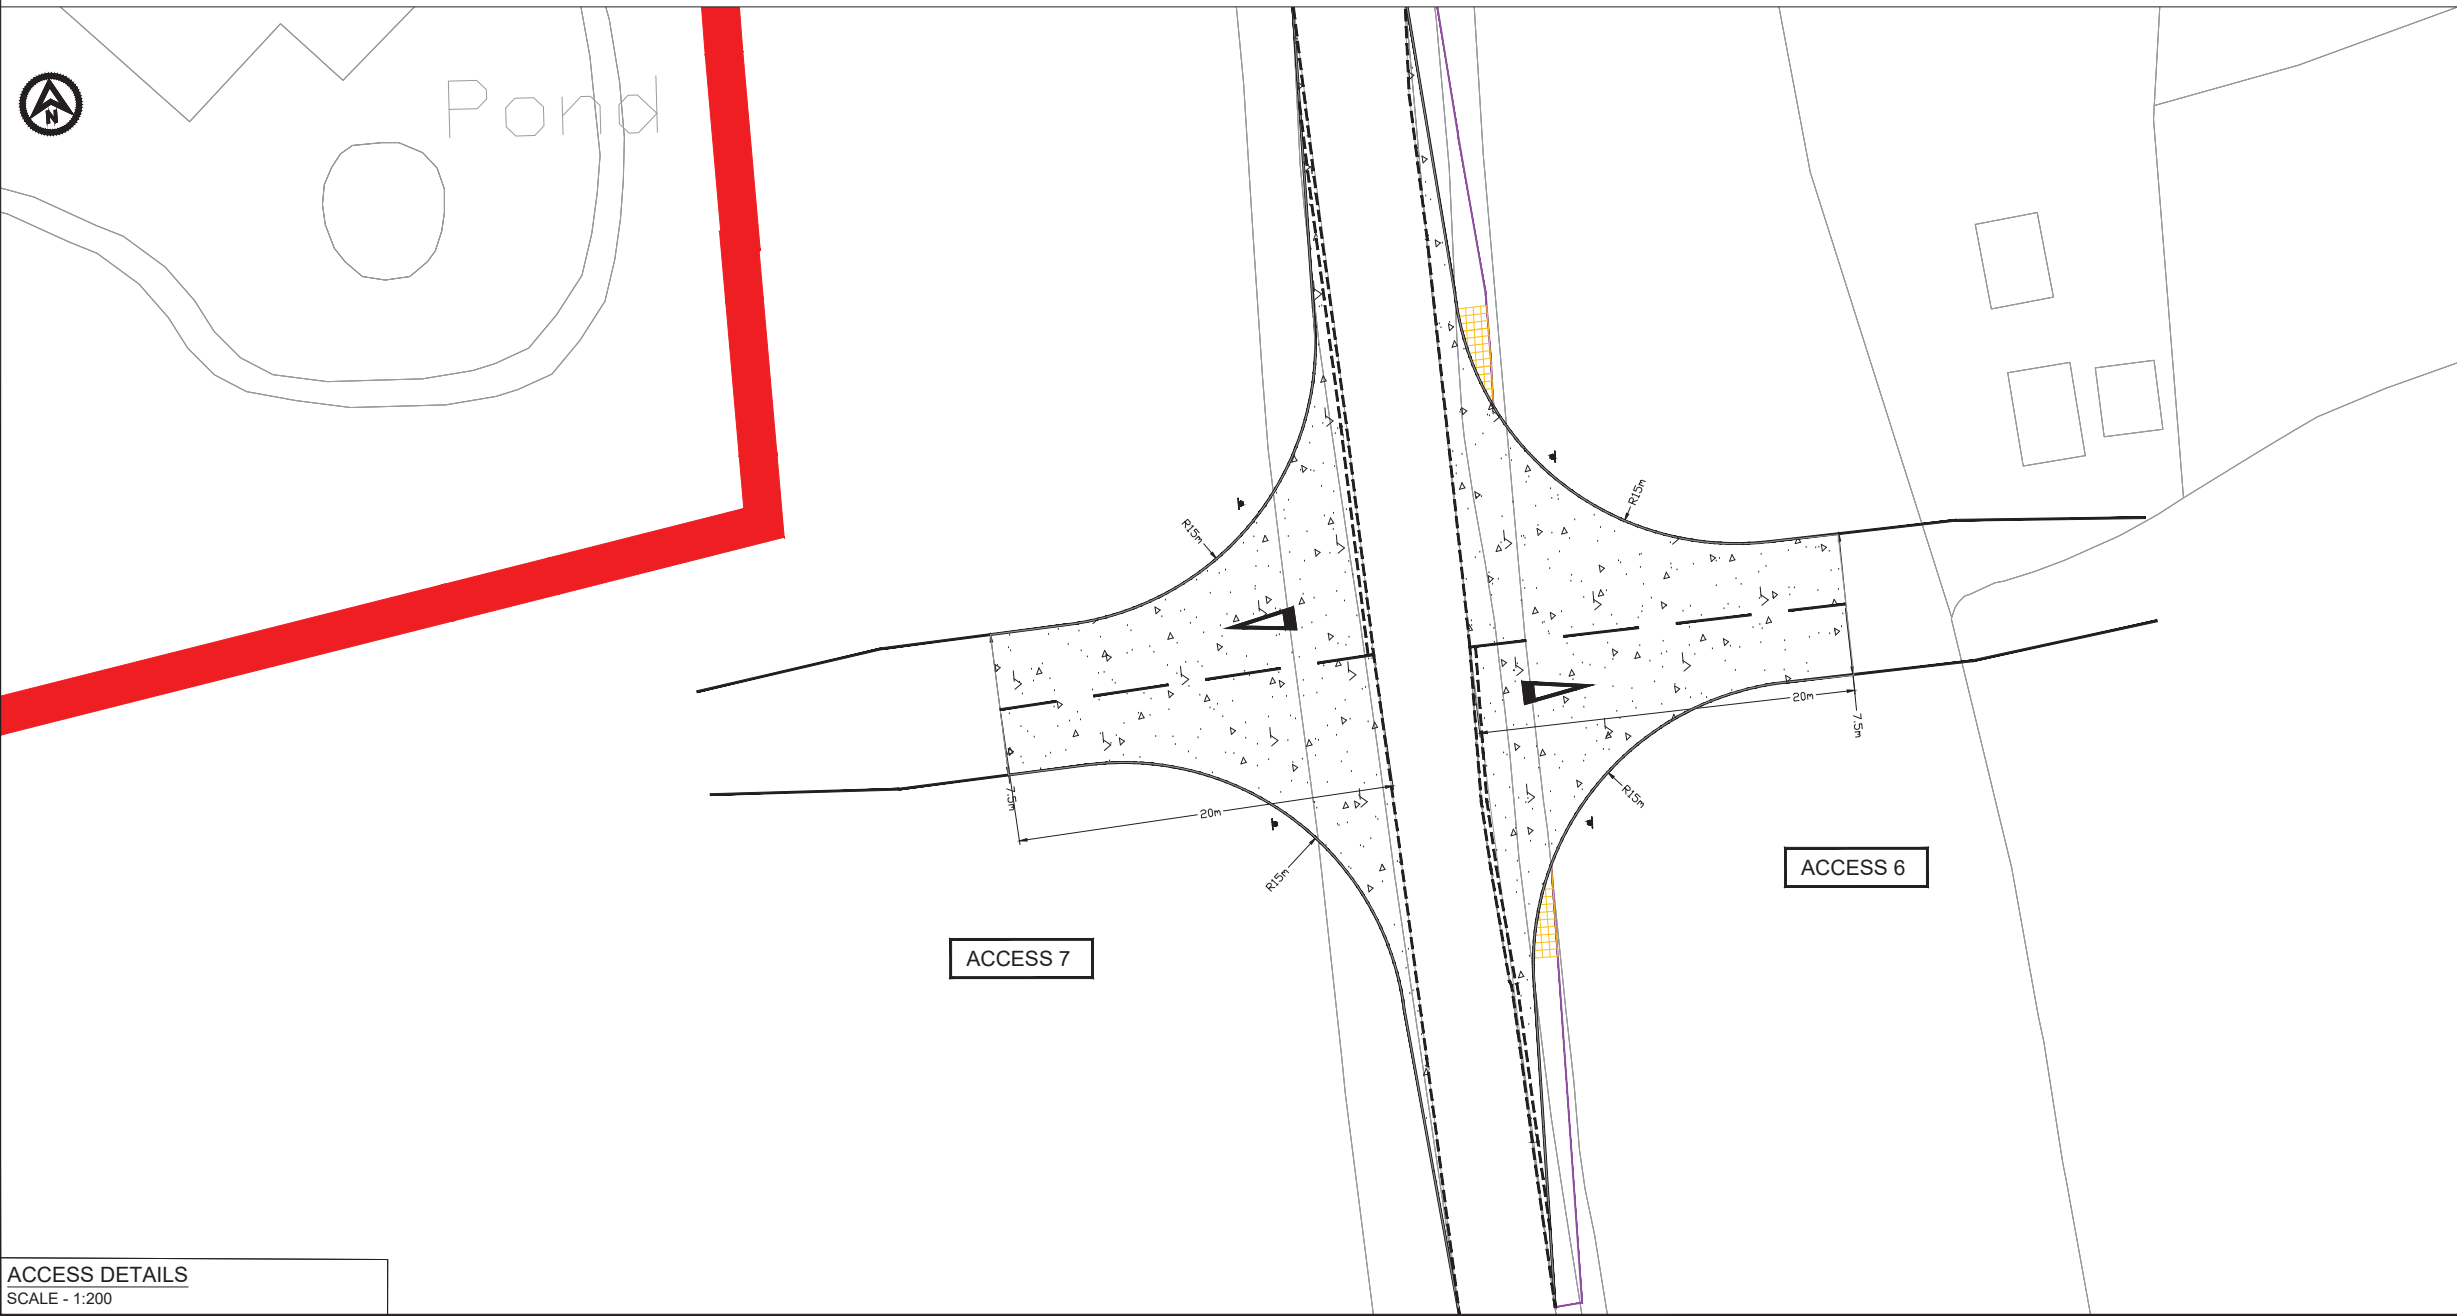 Pond
N
R15m
R15m
20m
7.5m
R15m
7.5m
20m
R15m
ACCESS 6
ACCESS 7
ACCESS DETAILS
SCALE - 1:200